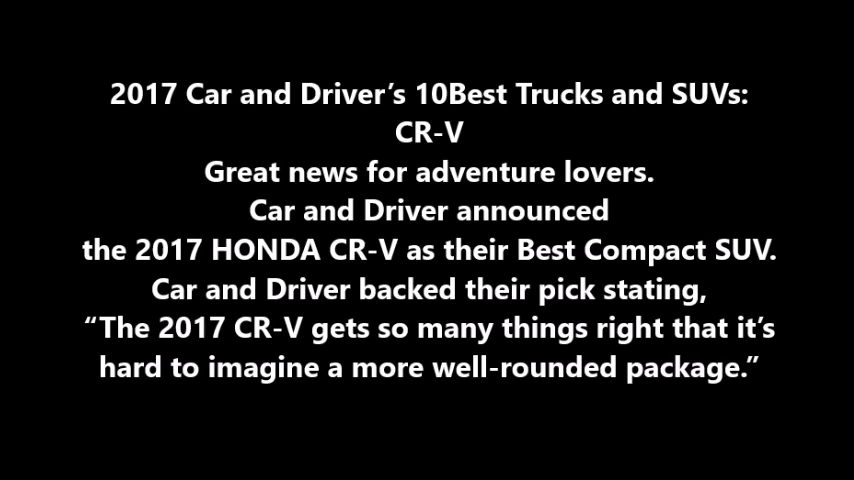 2017 Car and Driver’s 10Best Trucks and SUVs:
CR-V
Great news for adventure lovers.
Car and Driver announced
the 2017 HONDA CR-V as their Best Compact SUV.
Car and Driver backed their pick stating,
“The 2017 CR-V gets so many things right that it’s
hard to imagine a more well-rounded package.”